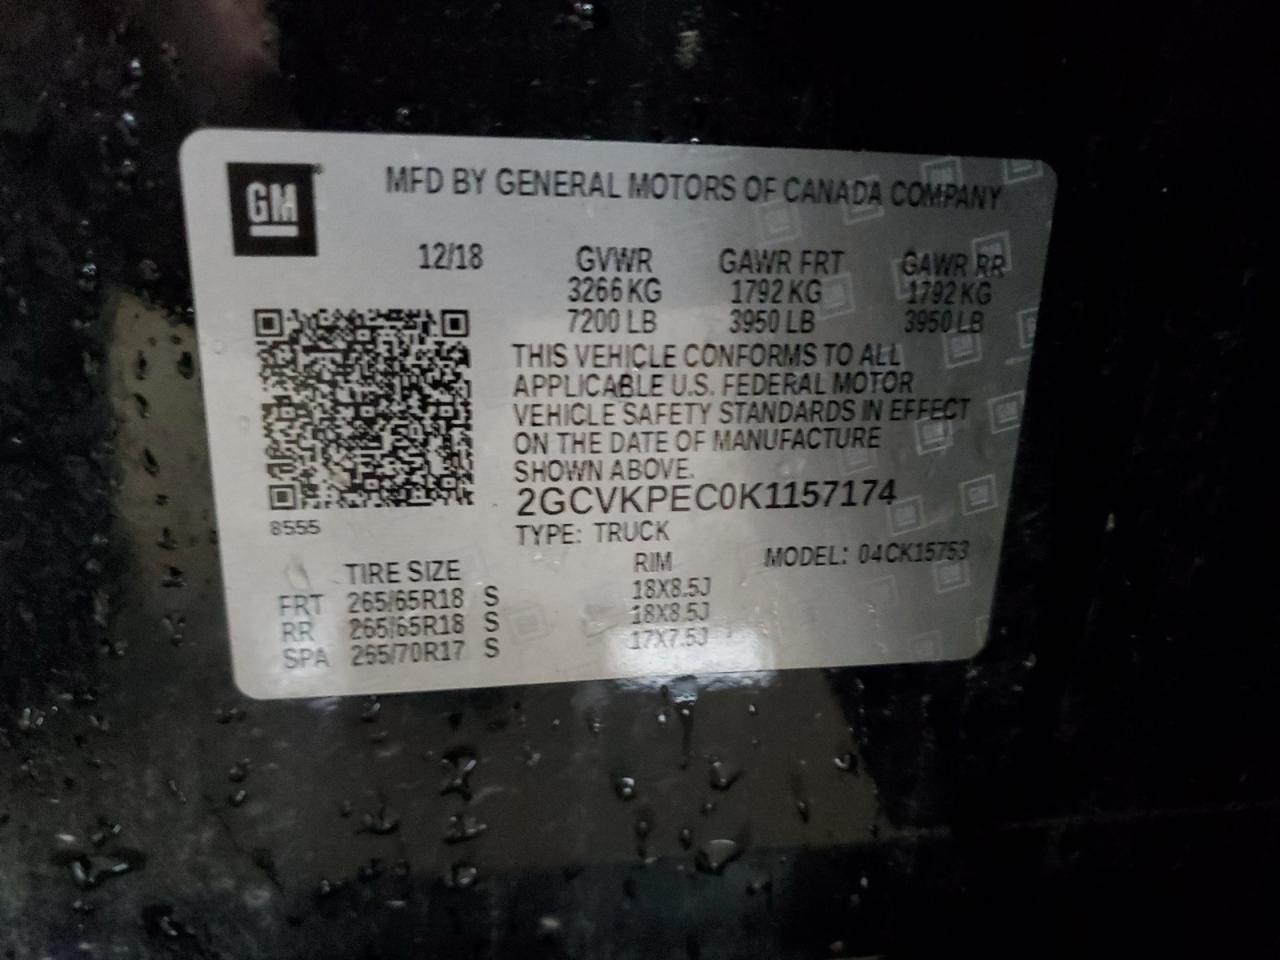 GM
MFD BY GENERAL MOTORS OF CANADA COMPANY
12/18 GVWR GAWR FRT GAWR RR
3266 KG 1792 KG 1792 KG
7200 LB 3950 LB 3950 LB
THIS VEHICLE CONFORMS TO ALL
APPLICABLE U.S. FEDERAL MOTOR
VEHICLE SAFETY STANDARDS IN EFFECT
ON THE DATE OF MANUFACTURE
SHOWN ABOVE.
2GCVKPEC0K1157174
8555
TYPE: TRUCK
TIRE SIZE RIM MODEL: 04CK15753
FRT 265/65R18 S 18X8.5J
RR 265/65R18 S 18X8.5J
SPA 255/70R17 S 17X7.5J